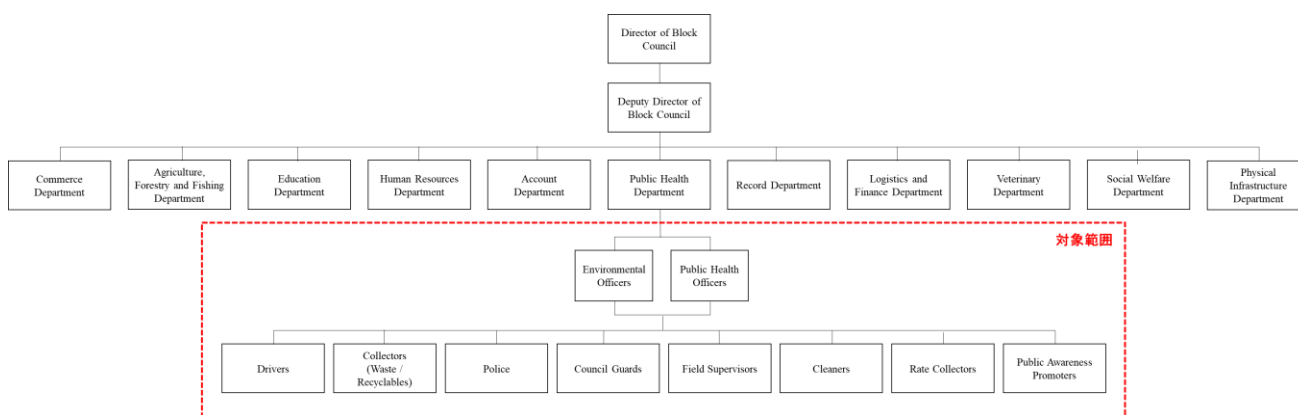 Director of Block
Council
Deputy Director of
Block Council
Commerce
Department
Agriculture,
Forestry and Fishing
Department
Education
Department
Human Resources
Department
Account
Department
Public Health
Department
Record Department
Logistics and
Finance Department
Veterinary
Department
Social Welfare
Department
Physical
Infrastructure
Department
対象範囲
Environmental
Officers
Public Health
Officers
Drivers
Collectors
(Waste /
Recyclables)
Police
Council Guards
Field Supervisors
Cleaners
Rate Collectors
Public Awareness
Promoters